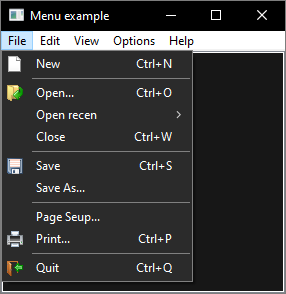 Menu example
File Edit View Options Help
New Ctrl+N
Open... Ctrl+O
Open recen
Close Ctrl+W
Save Ctrl+S
Save As...
Page Seup...
Print... Ctrl+P
Quit Ctrl+Q